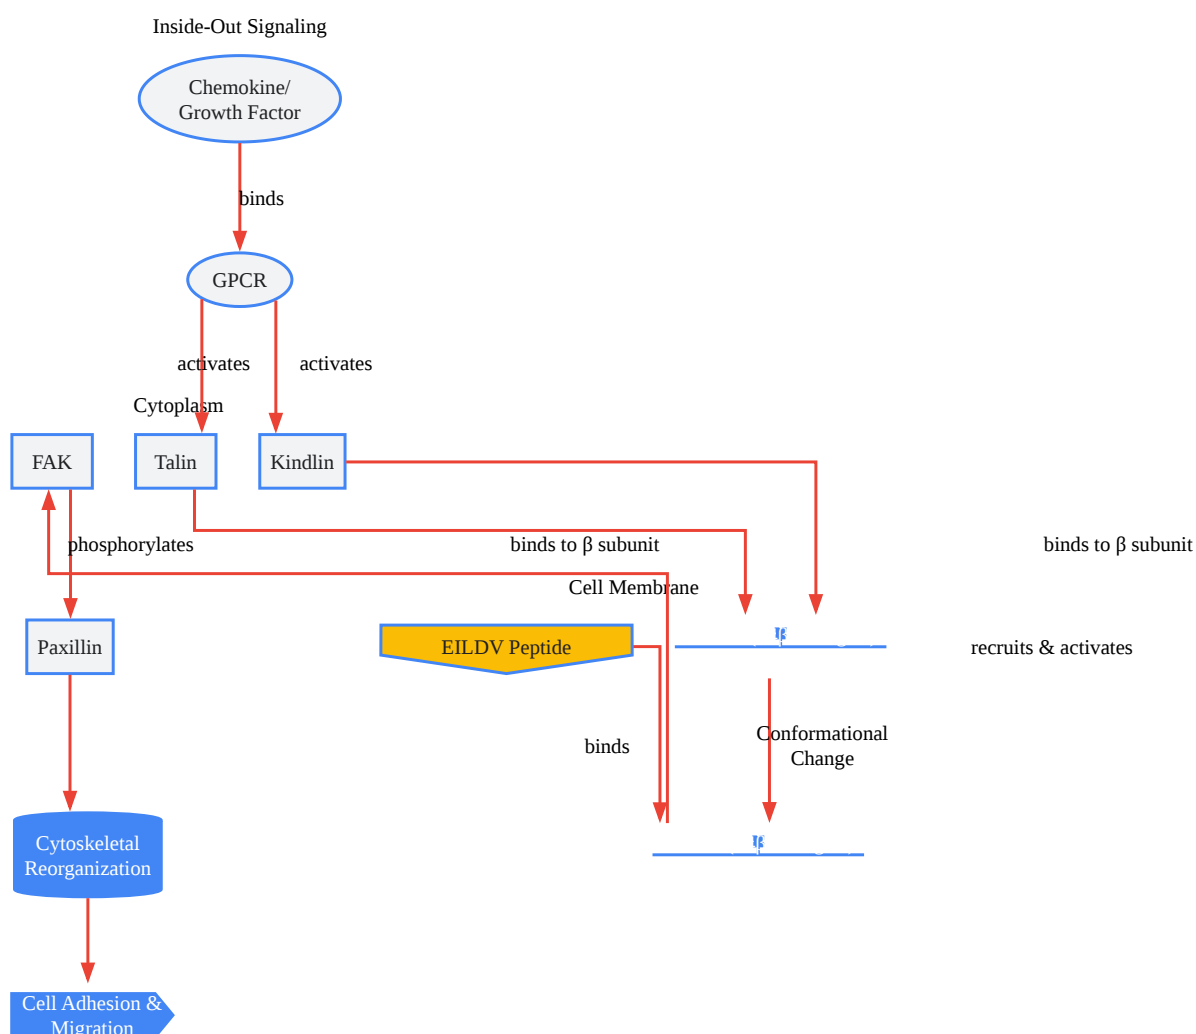 Inside-Out Signaling
Chemokine/
Growth Factor
binds
GPCR
activates
activates
Cytoplasm
FAK
Talin
Kindlin
phosphorylates
binds to β subunit
binds to β subunit
Cell Membrane
Paxillin
EILDV Peptide
β
recruits & activates
Conformational
Change
binds
Cytoskeletal
Reorganization
β
Cell Adhesion &
Migration